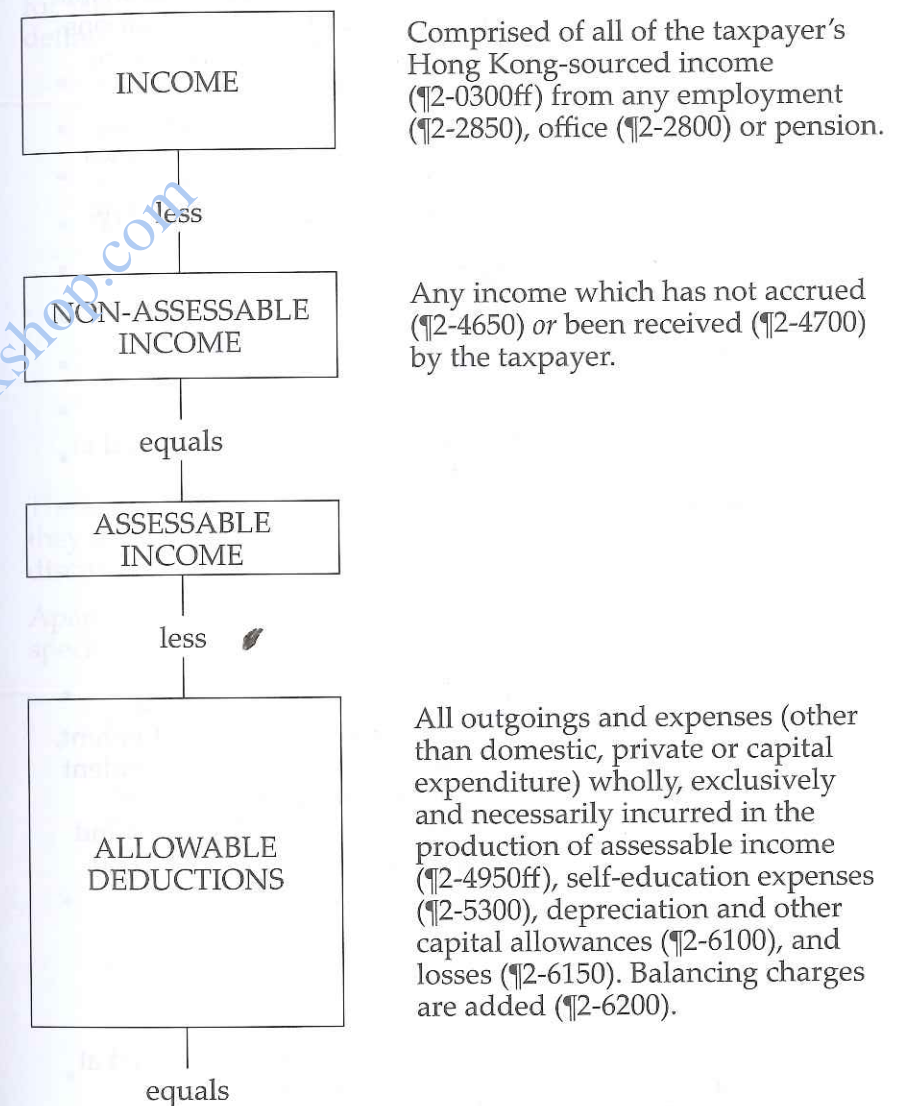 INCOME
Comprised of all of the taxpayer's
Hong Kong-sourced income
(¶2-0300ff) from any employment
(¶2-2850), office (¶2-2800) or pension.
less
NON-ASSESSABLE
INCOME
Any income which has not accrued
(¶2-4650) or been received (¶2-4700)
by the taxpayer.
equals
ASSESSABLE
INCOME
less
ALLOWABLE
DEDUCTIONS
All outgoings and expenses (other
than domestic, private or capital
expenditure) wholly, exclusively
and necessarily incurred in the
production of assessable income
(¶2-4950ff), self-education expenses
(¶2-5300), depreciation and other
capital allowances (¶2-6100), and
losses (¶2-6150). Balancing charges
are added (¶2-6200).
equals
kshop.com